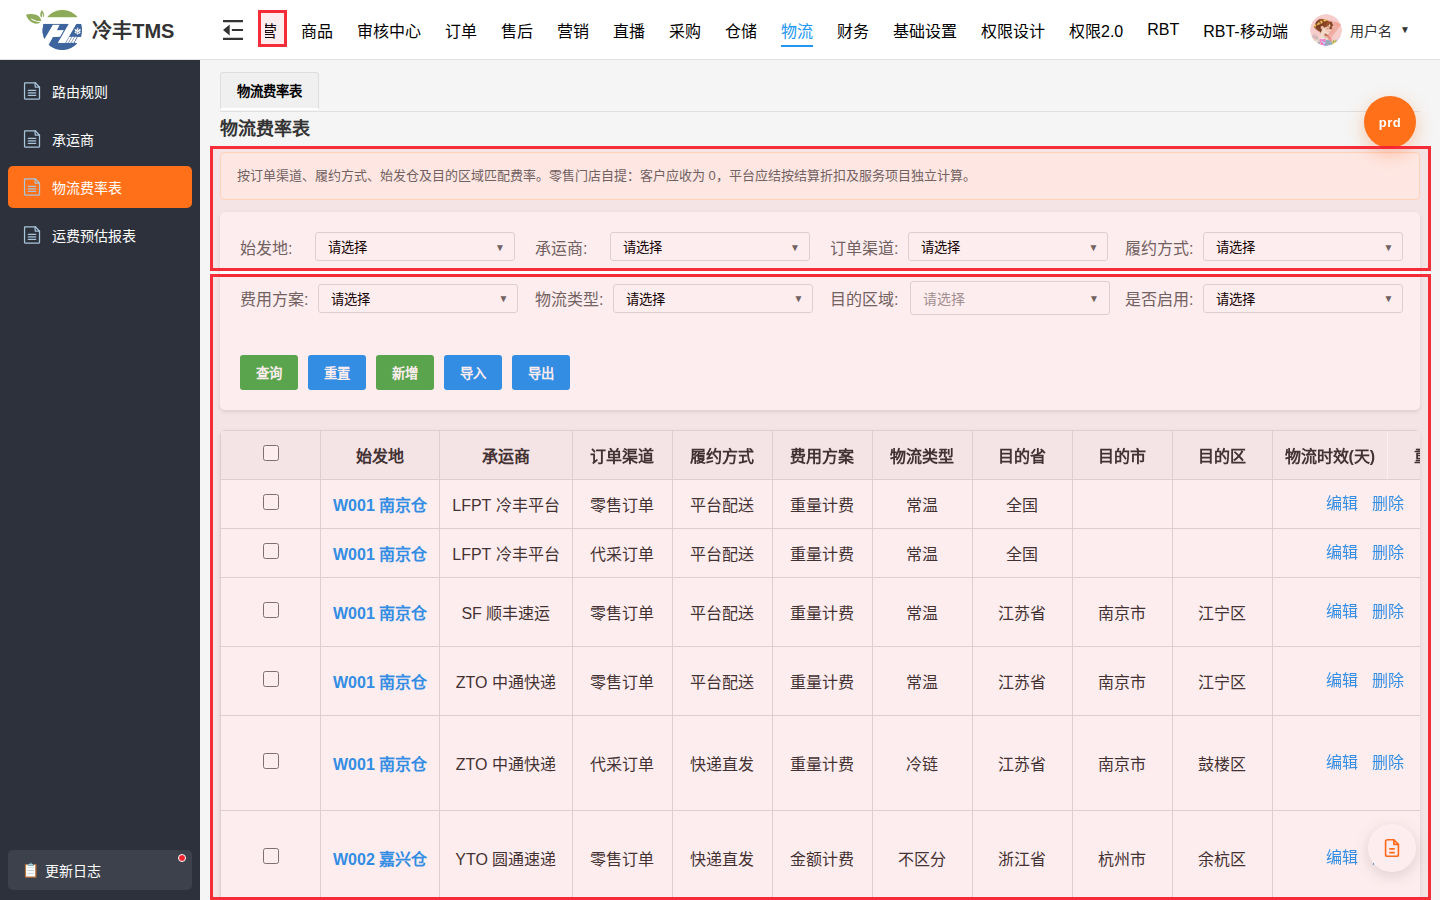 冷丰TMS
营 商品 审核中心 订单 售后 营销 直播 采购 仓储 物流 财务 基础设置 权限设计 权限2.0 RBT RBT-移动端 用户名
路由规则
承运商
物流费率表
运费预估报表
更新日志
物流费率表
物流费率表
prd
按订单渠道、履约方式、始发仓及目的区域匹配费率。零售门店自提：客户应收为 0，平台应结按结算折扣及服务项目独立计算。
始发地: 请选择 承运商: 请选择 订单渠道: 请选择 履约方式: 请选择
费用方案: 请选择 物流类型: 请选择 目的区域: 请选择 是否启用: 请选择
查询 重置 新增 导入 导出
始发地 承运商 订单渠道 履约方式 费用方案 物流类型 目的省 目的市 目的区 物流时效(天)
W001 南京仓 LFPT 冷丰平台 零售订单 平台配送 重量计费 常温 全国 编辑 删除
W001 南京仓 LFPT 冷丰平台 代采订单 平台配送 重量计费 常温 全国 编辑 删除
W001 南京仓 SF 顺丰速运 零售订单 平台配送 重量计费 常温 江苏省 南京市 江宁区 编辑 删除
W001 南京仓 ZTO 中通快递 零售订单 平台配送 重量计费 常温 江苏省 南京市 江宁区 编辑 删除
W001 南京仓 ZTO 中通快递 代采订单 快递直发 重量计费 冷链 江苏省 南京市 鼓楼区 编辑 删除
W002 嘉兴仓 YTO 圆通速递 零售订单 快递直发 金额计费 不区分 浙江省 杭州市 余杭区 编辑